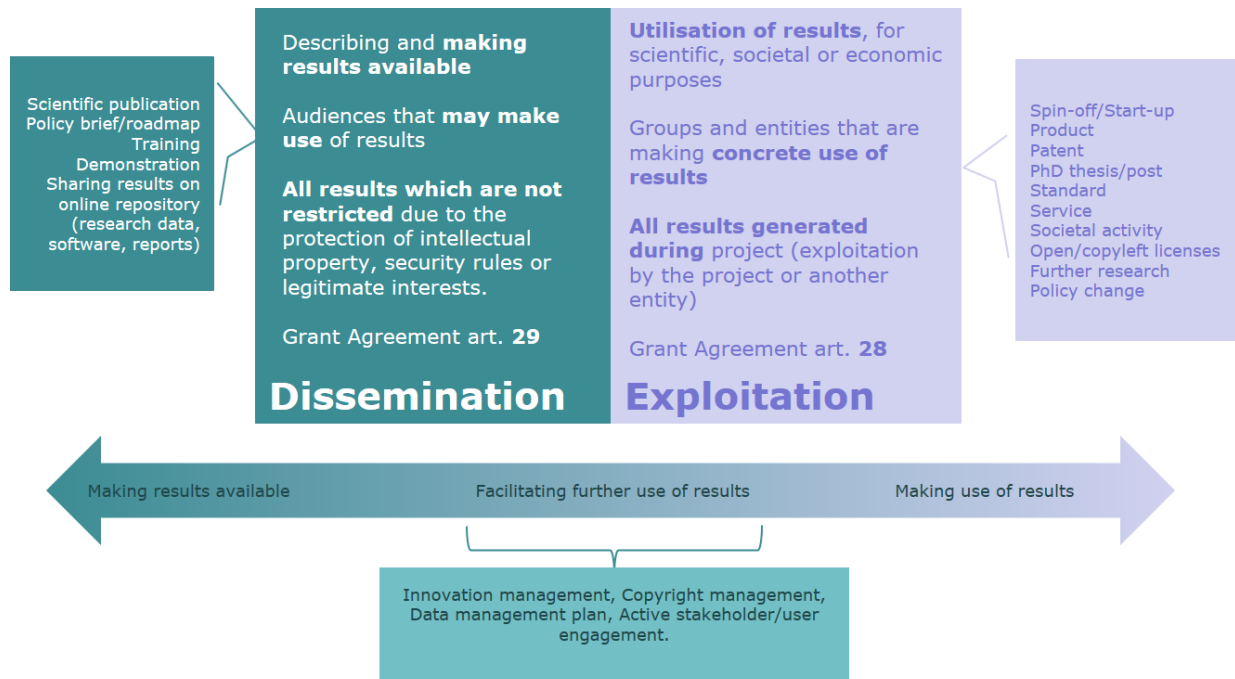 Scientific publication
Policy brief/roadmap
Training
Demonstration
Sharing results on
online repository
(research data,
software, reports)
Describing and making
results available
Audiences that may make
use of results
All results which are not
restricted due to the
protection of intellectual
property, security rules or
legitimate interests.
Grant Agreement art. 29
Dissemination
Utilisation of results, for
scientific, societal or economic
purposes
Groups and entities that are
making concrete use of
results
All results generated
during project (exploitation
by the project or another
entity)
Grant Agreement art. 28
Exploitation
Spin-off/Start-up
Product
Patent
PhD thesis/post
Standard
Service
Societal activity
Open/copyleft licenses
Further research
Policy change
Making results available
Facilitating further use of results
Making use of results
Innovation management, Copyright management,
Data management plan, Active stakeholder/user
engagement.